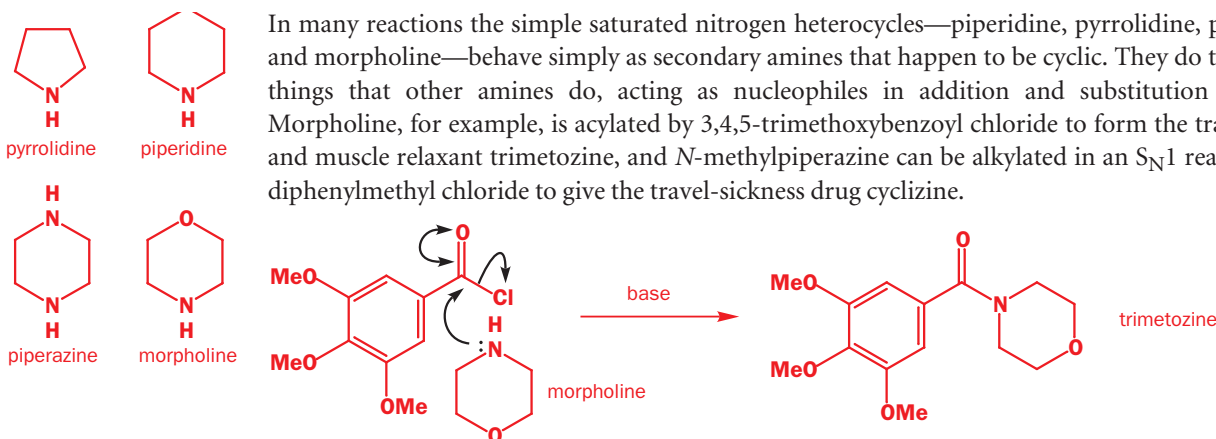 In many reactions the simple saturated nitrogen heterocycles—piperidine, pyrrolidine,
and morpholine—behave simply as secondary amines that happen to be cyclic. They do
things that other amines do, acting as nucleophiles in addition and substitution
Morpholine, for example, is acylated by 3,4,5-trimethoxybenzoyl chloride to form the
and muscle relaxant trimetozine, and N-methylpiperazine can be alkylated in an SN1
diphenylmethyl chloride to give the travel-sickness drug cyclizine.
N
H
pyrrolidine
N
H
piperidine
H
N
N
H
piperazine
O
N
H
morpholine
O
MeO
Cl
H
N
MeO
OMe
O
morpholine
base
O
MeO
N
O
MeO
OMe
trimetozine